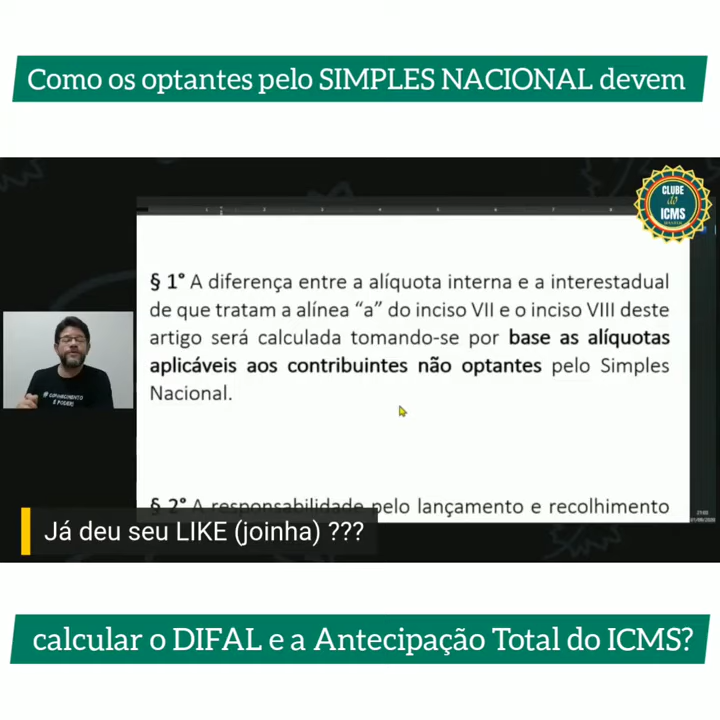 Como os optantes pelo SIMPLES NACIONAL devem
CLUBE
do
ICMS
§ 1° A diferença entre a alíquota interna e a interestadual
de que tratam a alínea “a” do inciso VII e o inciso VIII deste
artigo será calculada tomando-se por base as alíquotas
aplicáveis aos contribuintes não optantes pelo Simples
Nacional.
# CONHECIMENTO
É PODER!
§ 2° A responsabilidade pelo lançamento e recolhimento
Já deu seu LIKE (joinha) ???
calcular o DIFAL e a Antecipação Total do ICMS?